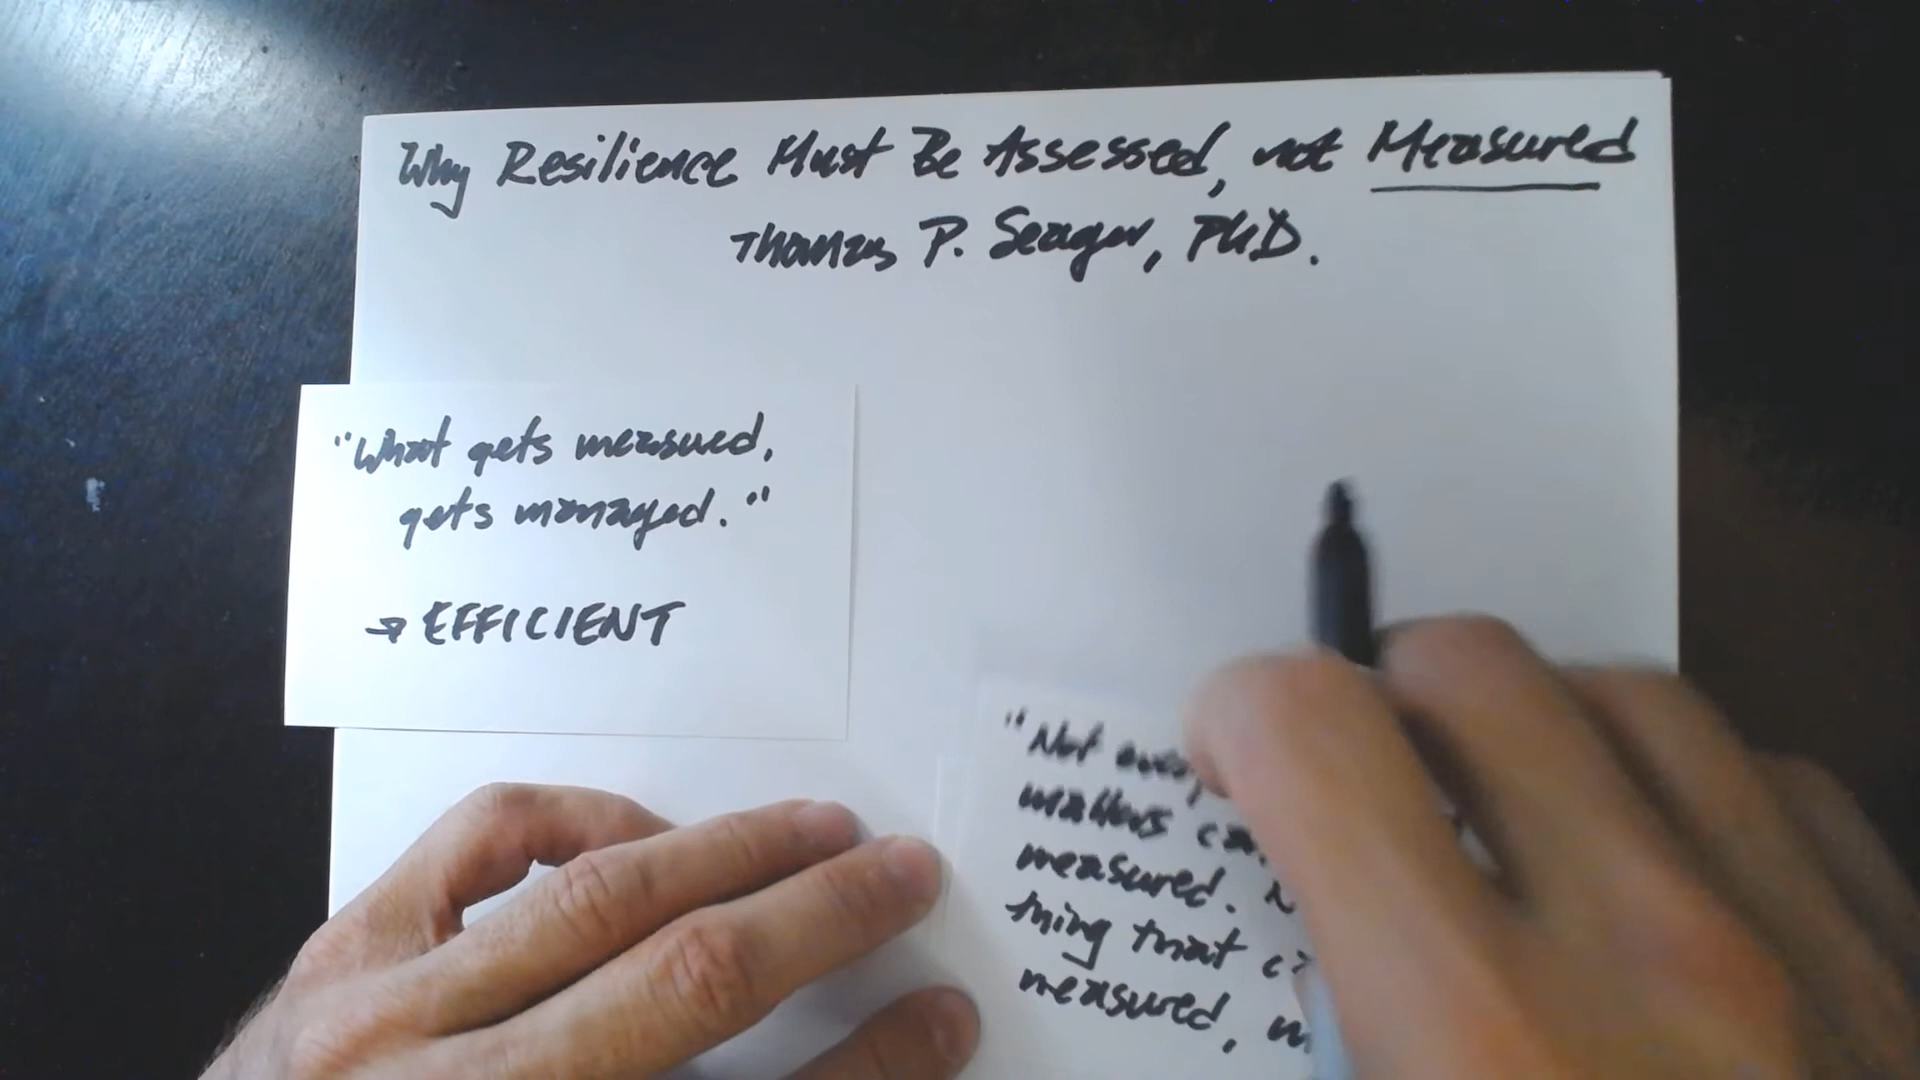 Why Resilience Must Be Assessed, not Measured
Thomas P. Seager, PhD.
"What gets measured,
gets managed."
→ EFFICIENT
"Not
matters
measured.
thing that
measured,